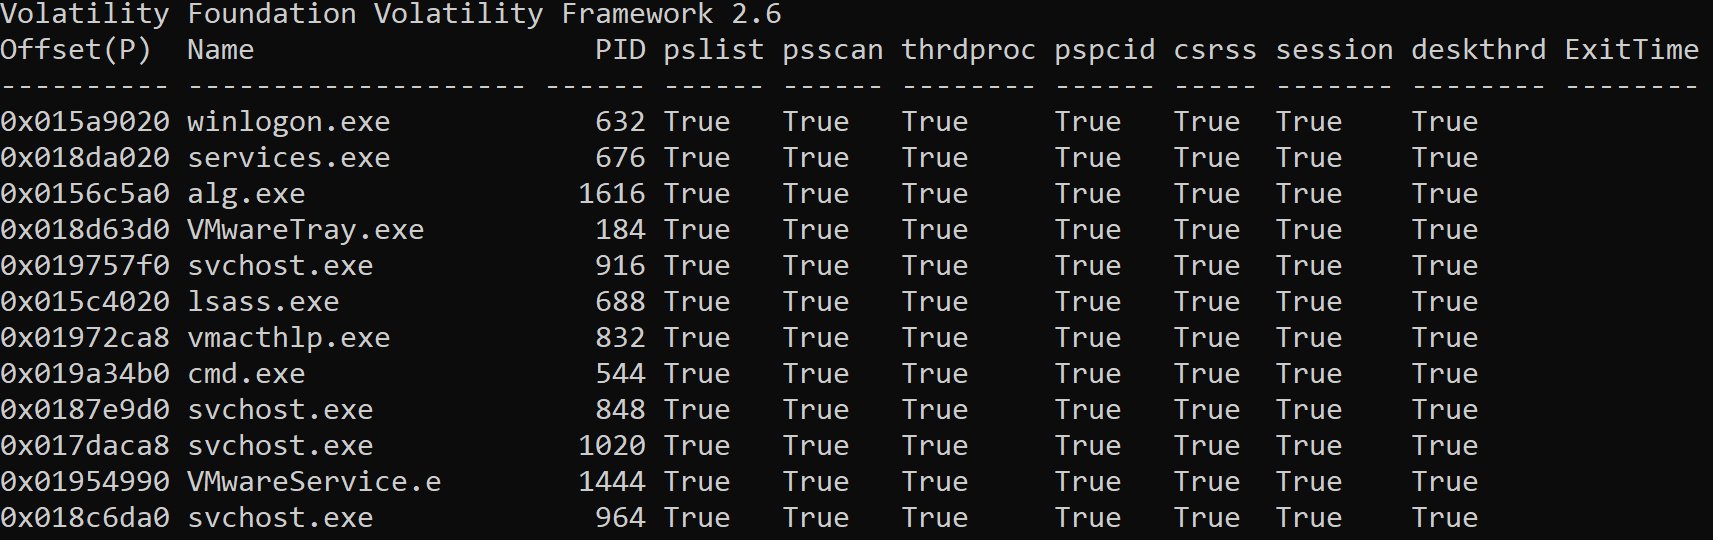 Volatility Foundation Volatility Framework 2.6
Offset(P)  Name                    PID pslist psscan thrdproc pspcid csrss session deskthrd ExitTime
---------- -------------------- ------ ------ ------ -------- ------ ----- ------- -------- --------
0x015a9020 winlogon.exe            632 True   True   True     True   True  True    True
0x018da020 services.exe            676 True   True   True     True   True  True    True
0x0156c5a0 alg.exe                1616 True   True   True     True   True  True    True
0x018d63d0 VMwareTray.exe          184 True   True   True     True   True  True    True
0x019757f0 svchost.exe             916 True   True   True     True   True  True    True
0x015c4020 lsass.exe               688 True   True   True     True   True  True    True
0x01972ca8 vmacthlp.exe            832 True   True   True     True   True  True    True
0x019a34b0 cmd.exe                 544 True   True   True     True   True  True    True
0x0187e9d0 svchost.exe             848 True   True   True     True   True  True    True
0x017daca8 svchost.exe            1020 True   True   True     True   True  True    True
0x01954990 VMwareService.e        1444 True   True   True     True   True  True    True
0x018c6da0 svchost.exe             964 True   True   True     True   True  True    True